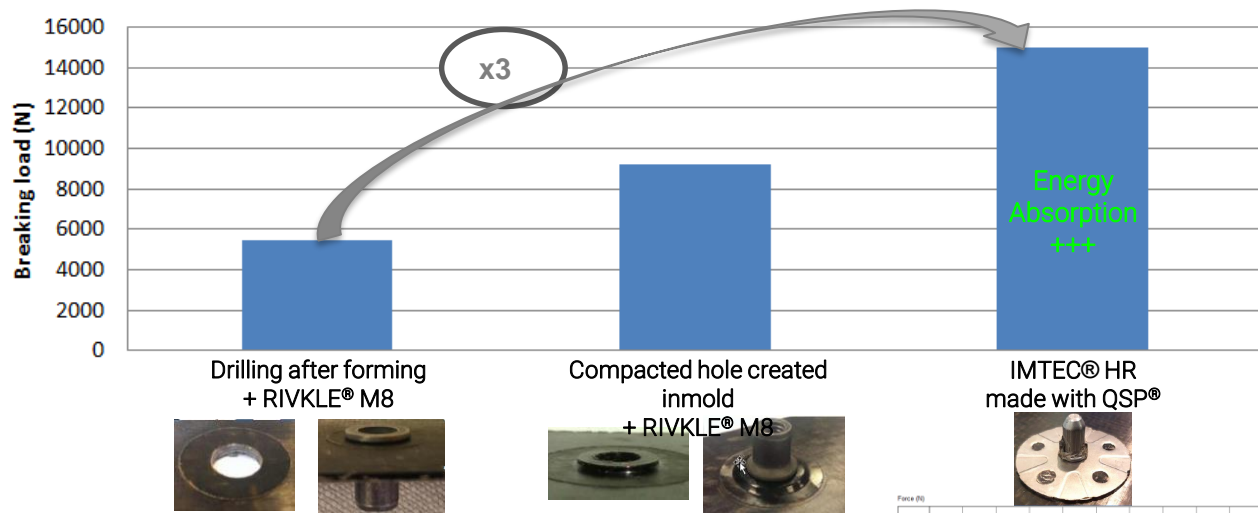 16000
14000
12000
10000
8000
6000
4000
2000
0
Breaking load (N)
x3
Energy
Absorption
+++
Drilling after forming
+ RIVKLE® M8
Compacted hole created
inmold
+ RIVKLE® M8
IMTEC® HR
made with QSP®
Force (N)